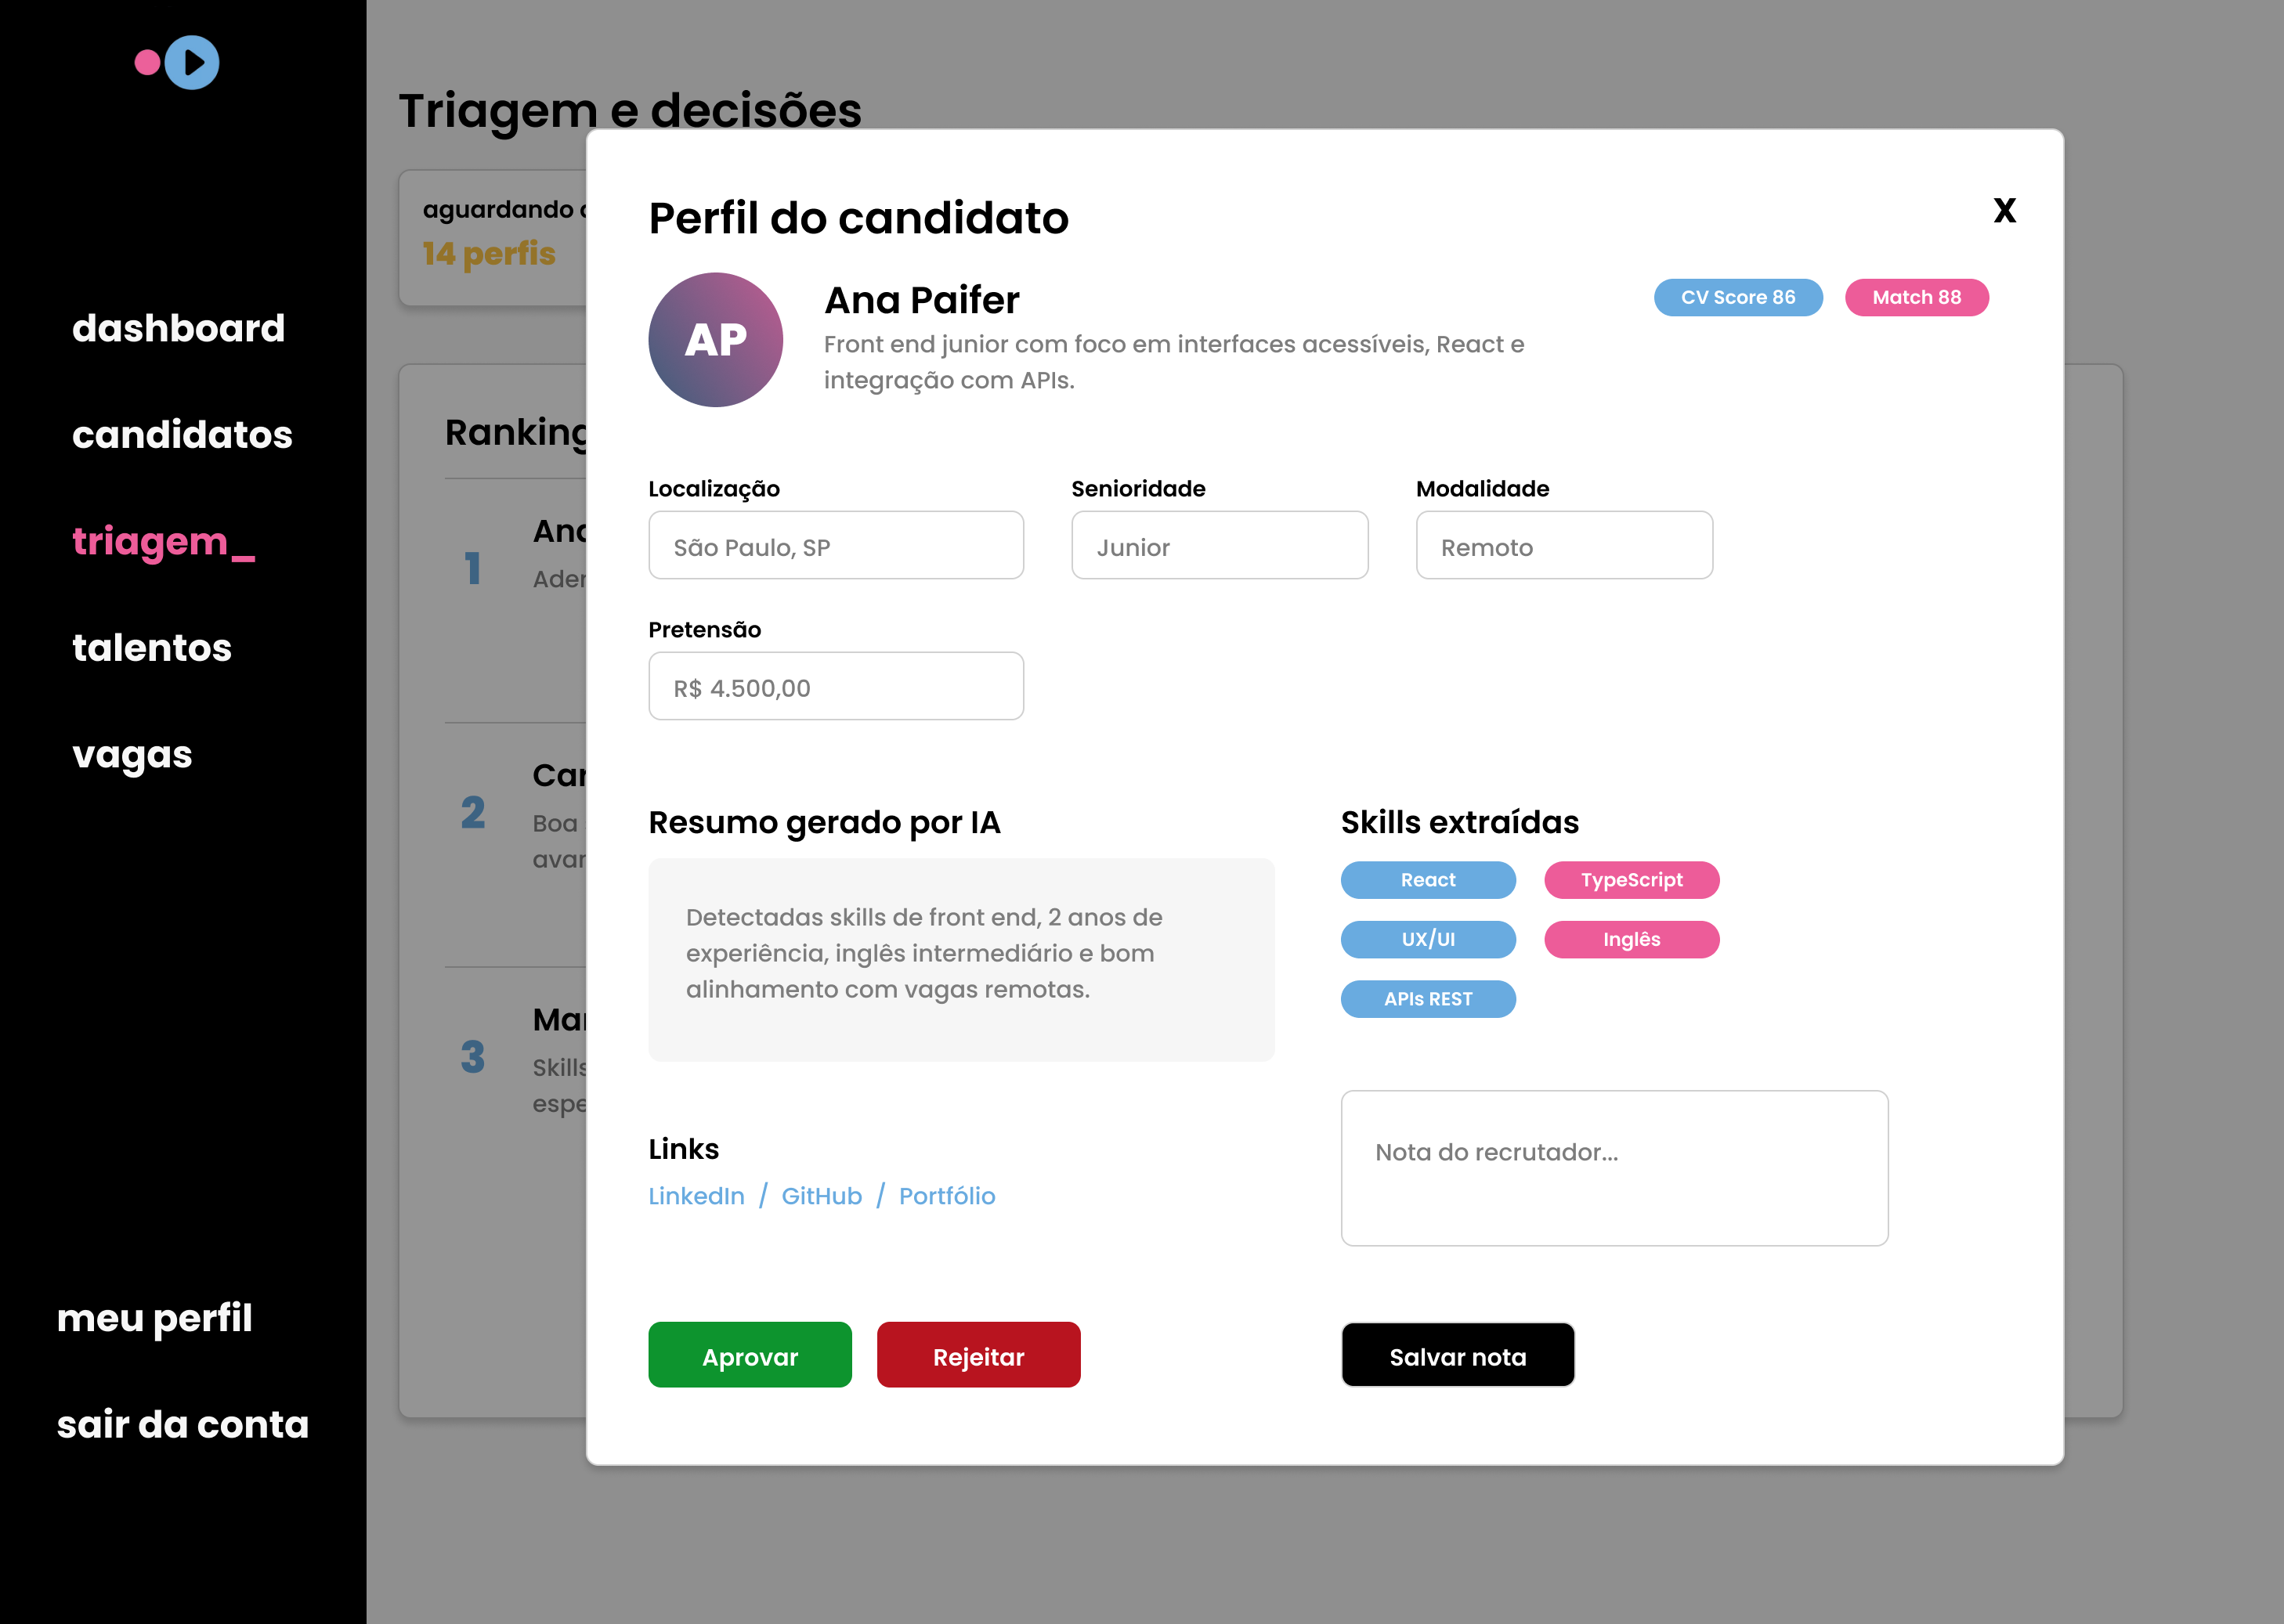 dashboard
candidatos
triagem_
talentos
vagas
meu perfil
sair da conta
Triagem e decisões
aguardando
14 perfis
Ranking
1
2
3
Boa
Perfil do candidato
X
AP
Ana Paifer
Front end junior com foco em interfaces acessíveis, React e
integração com APIs.
CV Score 86
Match 88
Localização
São Paulo, SP
Senioridade
Junior
Modalidade
Remoto
Pretensão
R$ 4.500,00
Resumo gerado por IA
Detectadas skills de front end, 2 anos de
experiência, inglês intermediário e bom
alinhamento com vagas remotas.
Skills extraídas
React
TypeScript
UX/UI
Inglês
APIs REST
Links
LinkedIn / GitHub / Portfólio
Nota do recrutador...
Aprovar
Rejeitar
Salvar nota